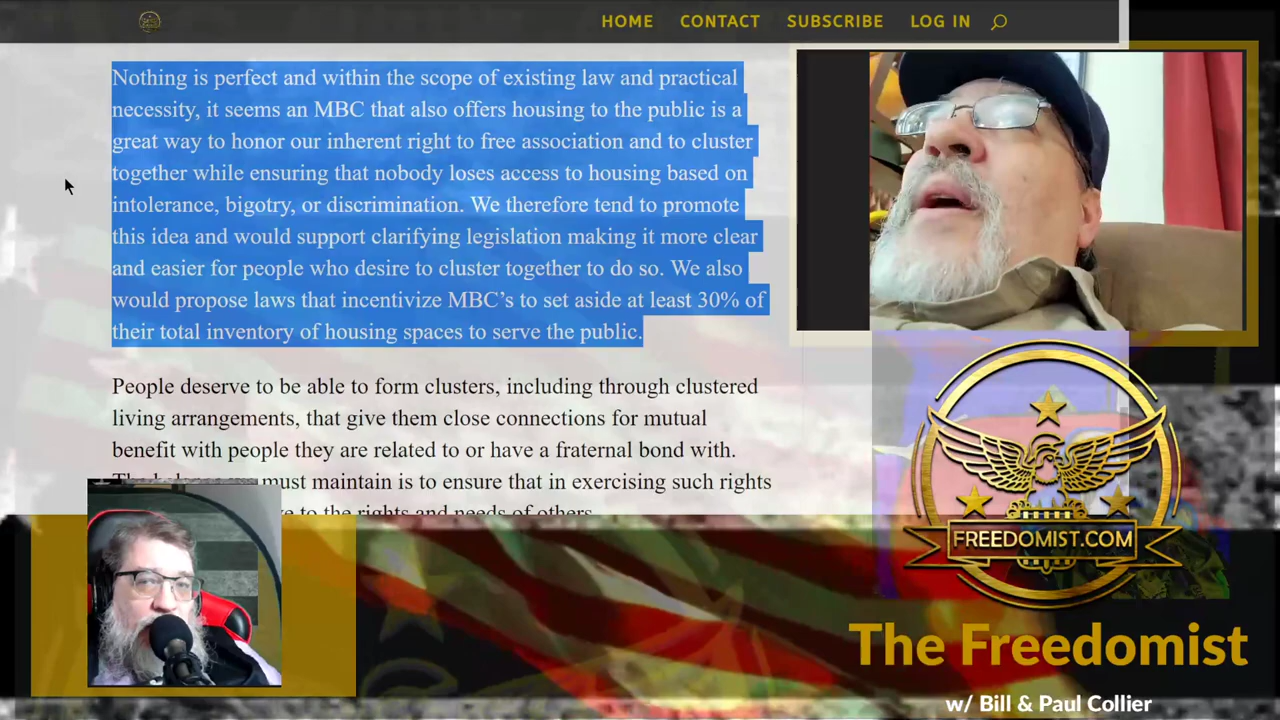 HOME CONTACT SUBSCRIBE LOG IN
Nothing is perfect and within the scope of existing law and practical
necessity, it seems an MBC that also offers housing to the public is a
great way to honor our inherent right to free association and to cluster
together while ensuring that nobody loses access to housing based on
intolerance, bigotry, or discrimination. We therefore tend to promote
this idea and would support clarifying legislation making it more clear
and easier for people who desire to cluster together to do so. We also
would propose laws that incentivize MBC’s to set aside at least 30% of
their total inventory of housing spaces to serve the public.
People deserve to be able to form clusters, including through clustered
living arrangements, that give them close connections for mutual
benefit with people they are related to or have a fraternal bond with.
must maintain is to ensure that in exercising such rights
to the rights and needs of others.
FREEDOMIST.COM
The Freedomist
w/ Bill & Paul Collier